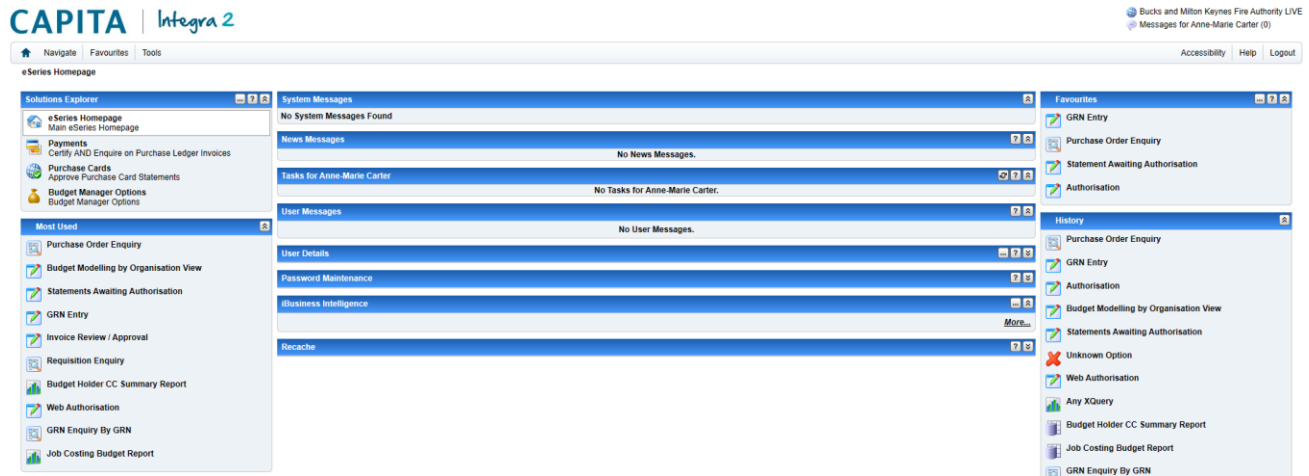 CAPITA Integra 2
Bucks and Milton Keynes Fire Authority LIVE
Messages for Anne-Marie Carter (0)
Navigate Favourites Tools
Accessibility Help Logout
eSeries Homepage
Solutions Explorer
eSeries Homepage
Main eSeries Homepage
Payments
Certify AND Enquire on Purchase Ledger Invoices
Purchase Cards
Approve Purchase Card Statements
Budget Manager Options
Budget Manager Options
Most Used
Purchase Order Enquiry
Budget Modelling by Organisation View
Statements Awaiting Authorisation
GRN Entry
Invoice Review / Approval
Requisition Enquiry
Budget Holder CC Summary Report
Web Authorisation
GRN Enquiry By GRN
Job Costing Budget Report
System Messages
No System Messages Found
News Messages
No News Messages.
Tasks for Anne-Marie Carter
No Tasks for Anne-Marie Carter.
User Messages
No User Messages.
User Details
Password Maintenance
iBusiness Intelligence
More...
Recache
Favourites
GRN Entry
Purchase Order Enquiry
Statement Awaiting Authorisation
Authorisation
History
Purchase Order Enquiry
GRN Entry
Authorisation
Budget Modelling by Organisation View
Statements Awaiting Authorisation
Unknown Option
Web Authorisation
Any XQuery
Budget Holder CC Summary Report
Job Costing Budget Report
GRN Enquiry By GRN